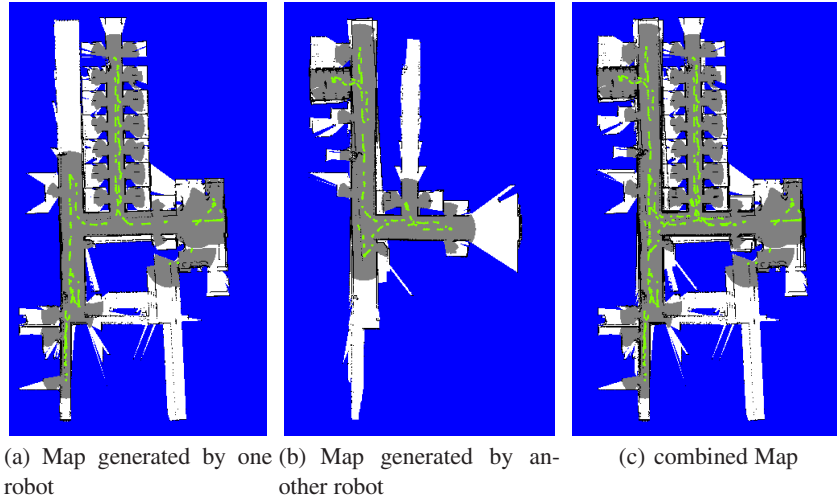 (a) Map generated by one
robot
(b) Map generated by an-
other robot
(c) combined Map